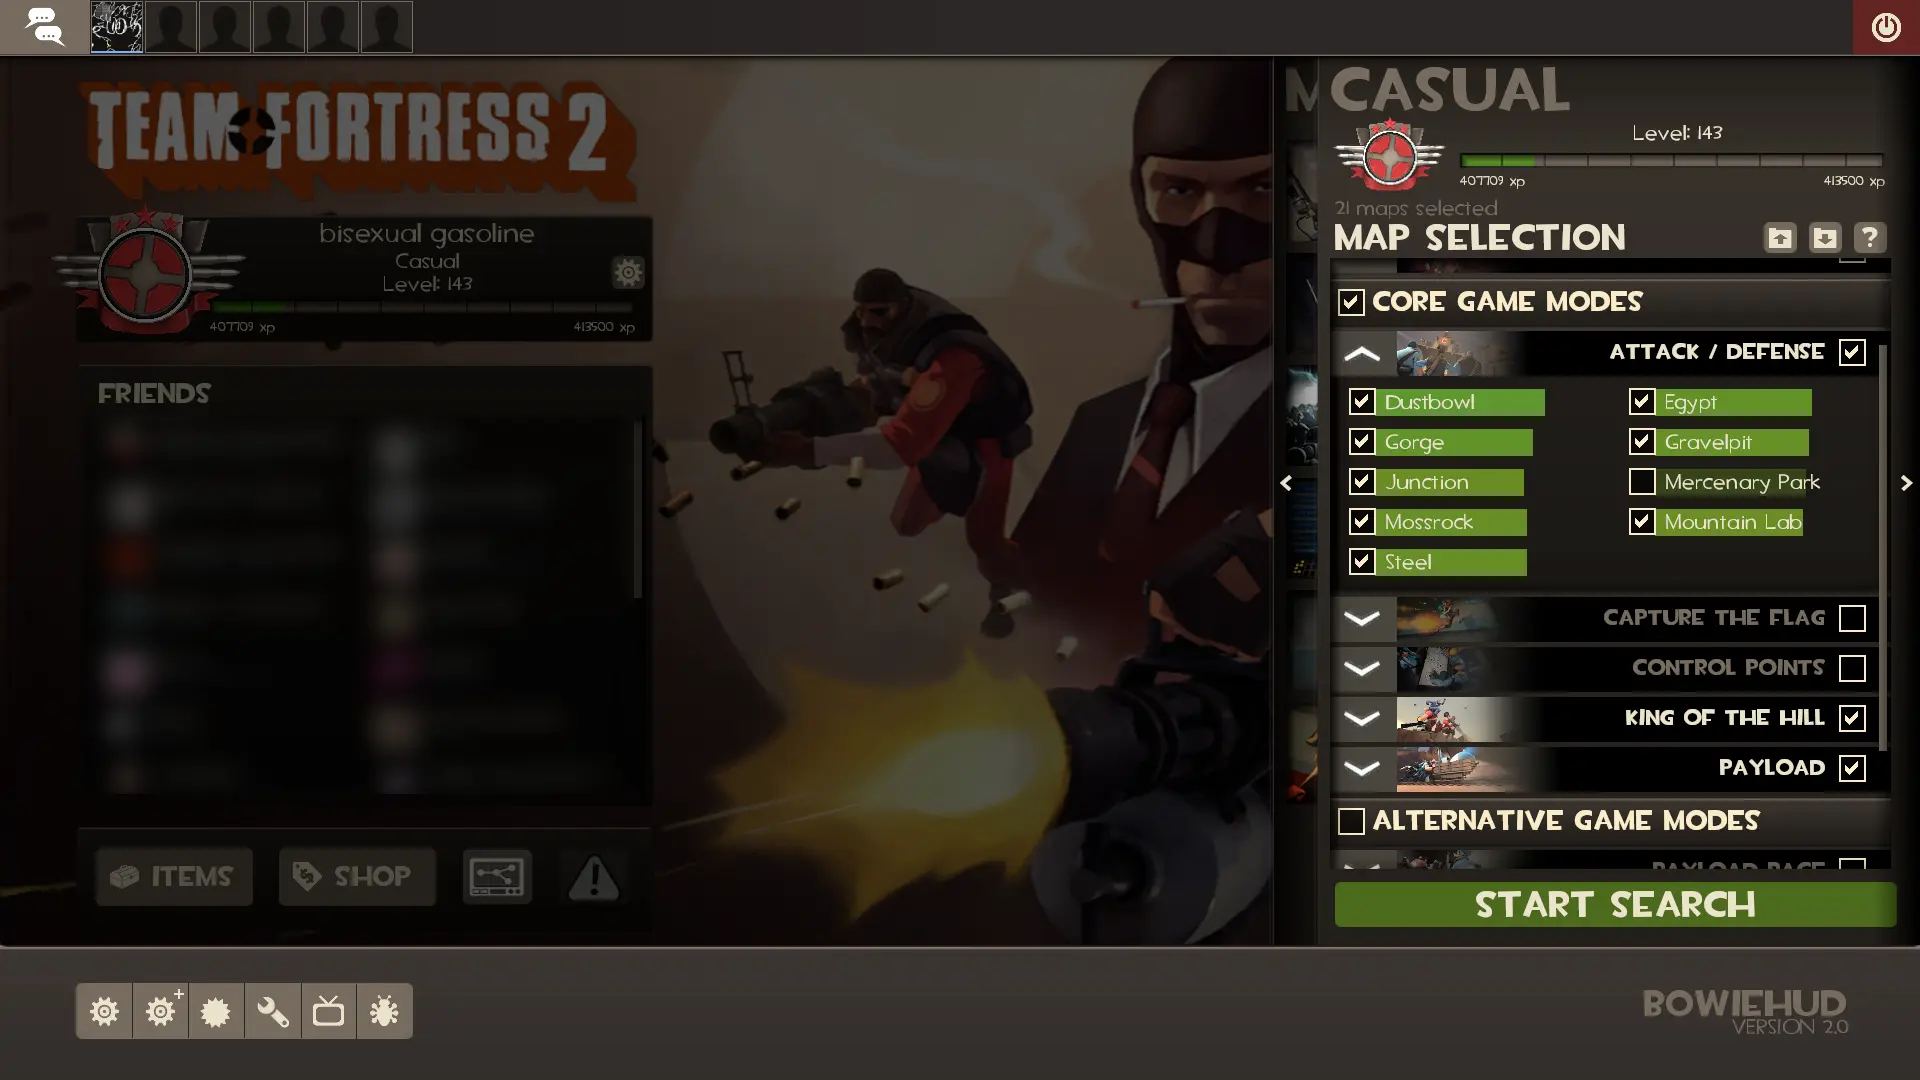 TEAM FORTRESS 2
bisexual gasoline
Casual
Level: 143
407709 xp
413500 xp
FRIENDS
ITEMS
SHOP
M
CASUAL
Level: 143
407709 xp
413500 xp
21 maps selected
MAP SELECTION
?
CORE GAME MODES
ATTACK / DEFENSE
Dustbowl
Egypt
Gorge
Gravelpit
Junction
Mercenary Park
Mossrock
Mountain Lab
Steel
CAPTURE THE FLAG
CONTROL POINTS
KING OF THE HILL
PAYLOAD
ALTERNATIVE GAME MODES
PAYLOAD RACE
START SEARCH
BOWIEHUD
VERSION 2.0